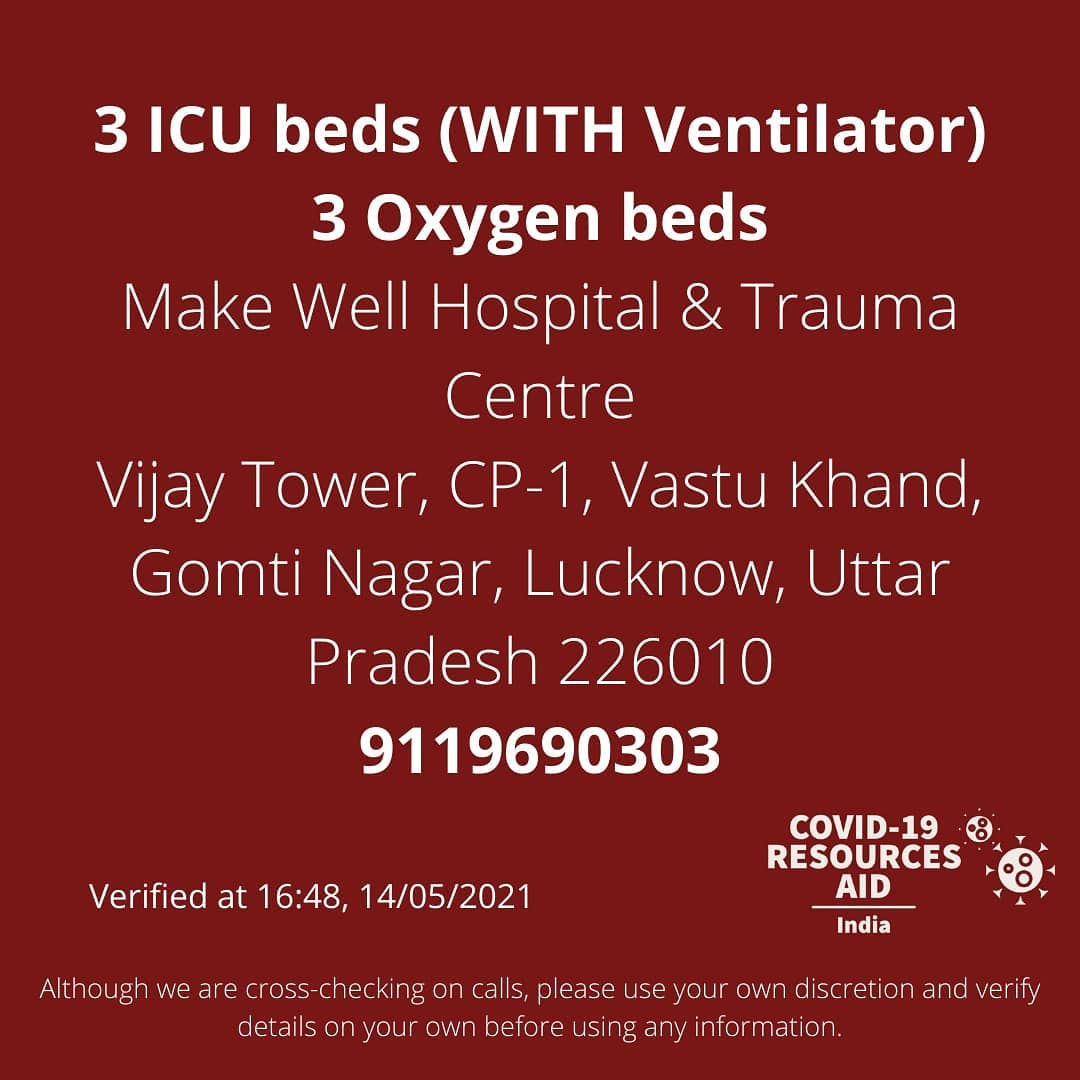 3 ICU beds (WITH Ventilator)
3 Oxygen beds
Make Well Hospital & Trauma
Centre
Vijay Tower, CP-1, Vastu Khand,
Gomti Nagar, Lucknow, Uttar
Pradesh 226010
9119690303
COVID-19
RESOURCES
AID
India
Verified at 16:48, 14/05/2021
Although we are cross-checking on calls, please use your own discretion and verify
details on your own before using any information.